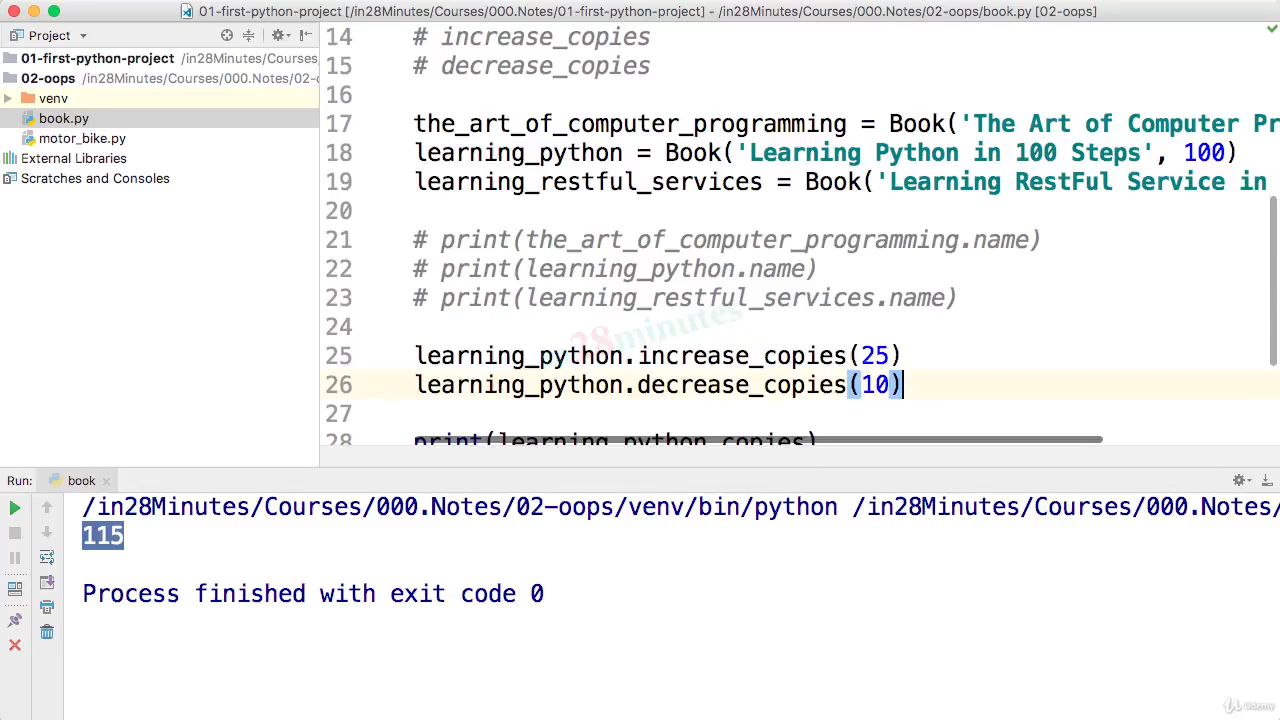 01-first-python-project [/in28Minutes/Courses/000.Notes/01-first-python-project] - /in28Minutes/Courses/000.Notes/02-oops/book.py [02-oops]
Project
01-first-python-project /in28Minutes/Courses
02-oops /in28Minutes/Courses/000.Notes/02-
venv
book.py
motor_bike.py
External Libraries
Scratches and Consoles
14 # increase_copies
15 # decrease_copies
16
17 the_art_of_computer_programming = Book('The Art of Computer Pr
18 learning_python = Book('Learning Python in 100 Steps', 100)
19 learning_restful_services = Book('Learning RestFul Service in
20
21 # print(the_art_of_computer_programming.name)
22 # print(learning_python.name)
23 # print(learning_restful_services.name)
24
in28minutes
25 learning_python.increase_copies(25)
26 learning_python.decrease_copies(10)
27
28 print(learning_python.copies)
Run: book
/in28Minutes/Courses/000.Notes/02-oops/venv/bin/python /in28Minutes/Courses/000.Notes/
115
Process finished with exit code 0
Udemy